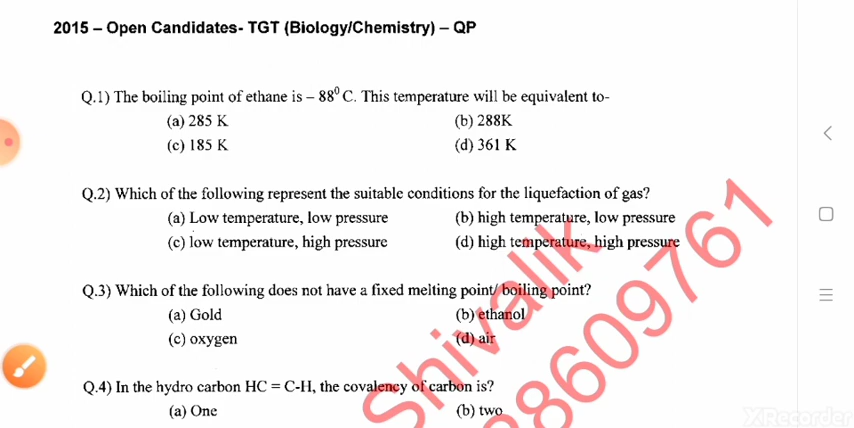 2015 – Open Candidates- TGT (Biology/Chemistry) – QP
Q.1) The boiling point of ethane is – 88⁰ C. This temperature will be equivalent to-
(a) 285 K (b) 288K
(c) 185 K (d) 361 K
Q.2) Which of the following represent the suitable conditions for the liquefaction of gas?
(a) Low temperature, low pressure (b) high temperature, low pressure
(c) low temperature, high pressure (d) high temperature, high pressure
Q.3) Which of the following does not have a fixed melting point/ boiling point?
(a) Gold (b) ethanol
(c) oxygen (d) air
Q.4) In the hydro carbon HC = C-H, the covalency of carbon is?
(a) One (b) two
Shivalik
8609761
XRecorder